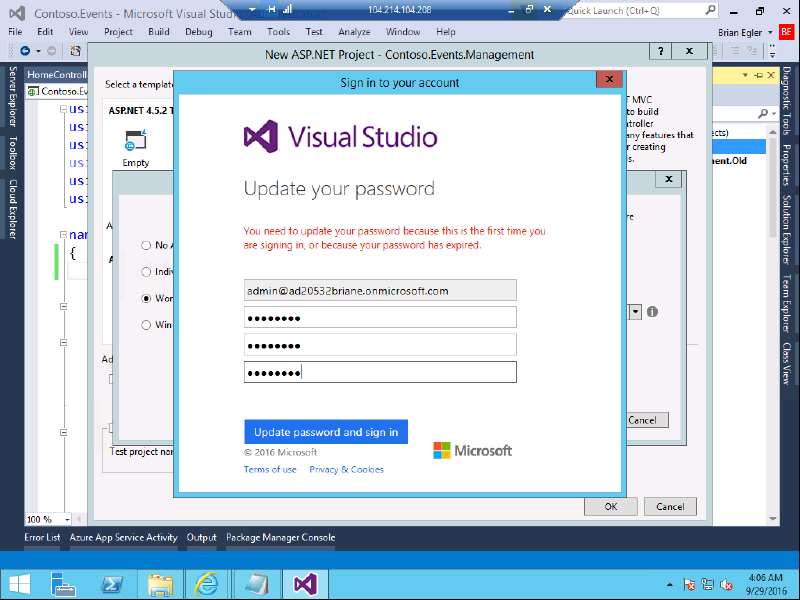 Contoso.Events - Microsoft Visual Stu
104.214.104.208
Quick Launch (Ctrl+Q)
File Edit View Project Build Debug Team Tools Test Analyze Window Help
Brian Egler
BE
New ASP.NET Project - Contoso.Events.Management
? x
HomeControll
Contoso.Ev
Select a template
Sign in to your account
x
ASP.NET 4.5.2 T
Empty
MVC
to build
ntroller
any features that
r creating
s.
ects)
ment.Old
Server Explorer
Toolbox
Cloud Explorer
Diagnostic Tools
Properties
Solution Explorer
Team Explorer
Class View
usi
usi
usi
usi
usi
usi
nam
{
Visual Studio
Update your password
You need to update your password because this is the first time you
are signing in, or because your password has expired.
admin@ad20532briane.onmicrosoft.com
No A
Indiv
Wor
Win
re
Ad
Cancel
Update password and sign in
© 2016 Microsoft
Microsoft
Terms of use Privacy & Cookies
Test project nam
OK Cancel
100 %
Error List Azure App Service Activity Output Package Manager Console
4:06 AM
9/29/2016